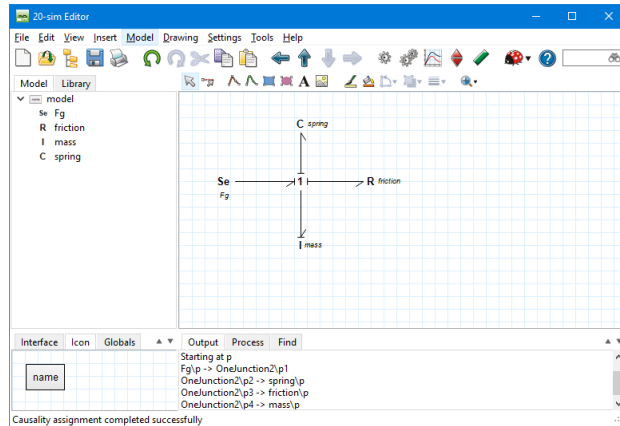 20-sim Editor
File Edit View Insert Model Drawing Settings Tools Help
Model Library
A
model
Se Fg
R friction
I mass
C spring
C spring
Se 1 R friction
Fg
I mass
Interface Icon Globals
Output Process Find
name
Starting at p
Fg\p -> OneJunction2\p1
OneJunction2\p2 -> spring\p
OneJunction2\p3 -> friction\p
OneJunction2\p4 -> mass\p
Causality assignment completed successfully